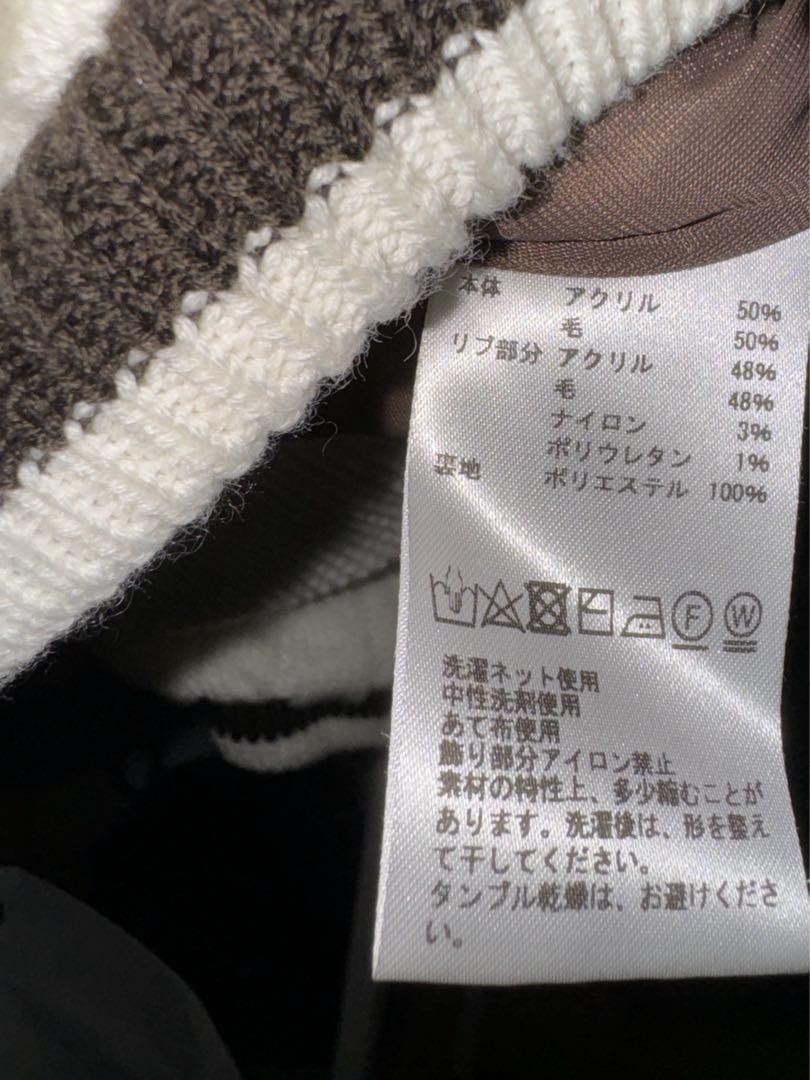 本体 アクリル 50%
毛 50%
リブ部分 アクリル 48%
毛 48%
ナイロン 3%
ポリウレタン 1%
裏地 ポリエステル 100%
F W
洗濯ネット使用
中性洗剤使用
あて布使用
飾り部分アイロン禁止
素材の特性上、多少縮むことが
あります。洗濯後は、形を整え
て干してください。
タンブル乾燥は、お避けくださ
い。